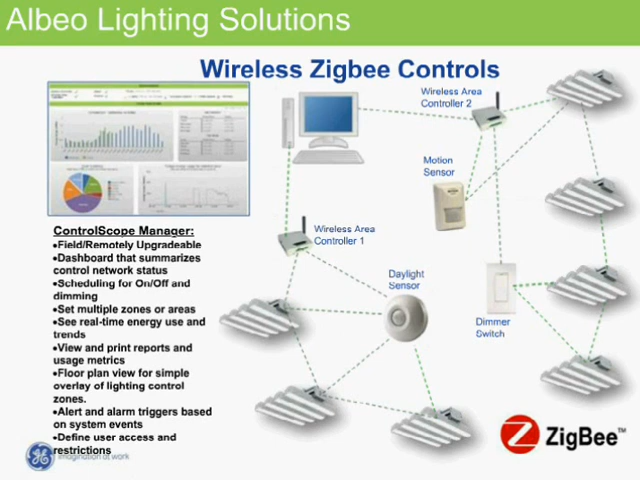 Albeo Lighting Solutions
Wireless Zigbee Controls
Wireless Area
Controller 2
Motion
Sensor
Wireless Area
Controller 1
Daylight
Sensor
Dimmer
Switch
ControlScope Manager:
•Field/Remotely Upgradeable
•Dashboard that summarizes
control network status
•Scheduling for On/Off and
dimming
•Set multiple zones or areas
•See real-time energy use and
trends
•View and print reports and
usage metrics
•Floor plan view for simple
overlay of lighting control
zones.
•Alert and alarm triggers based
on system events
•Define user access and
restrictions
imagination at work
ZigBee™